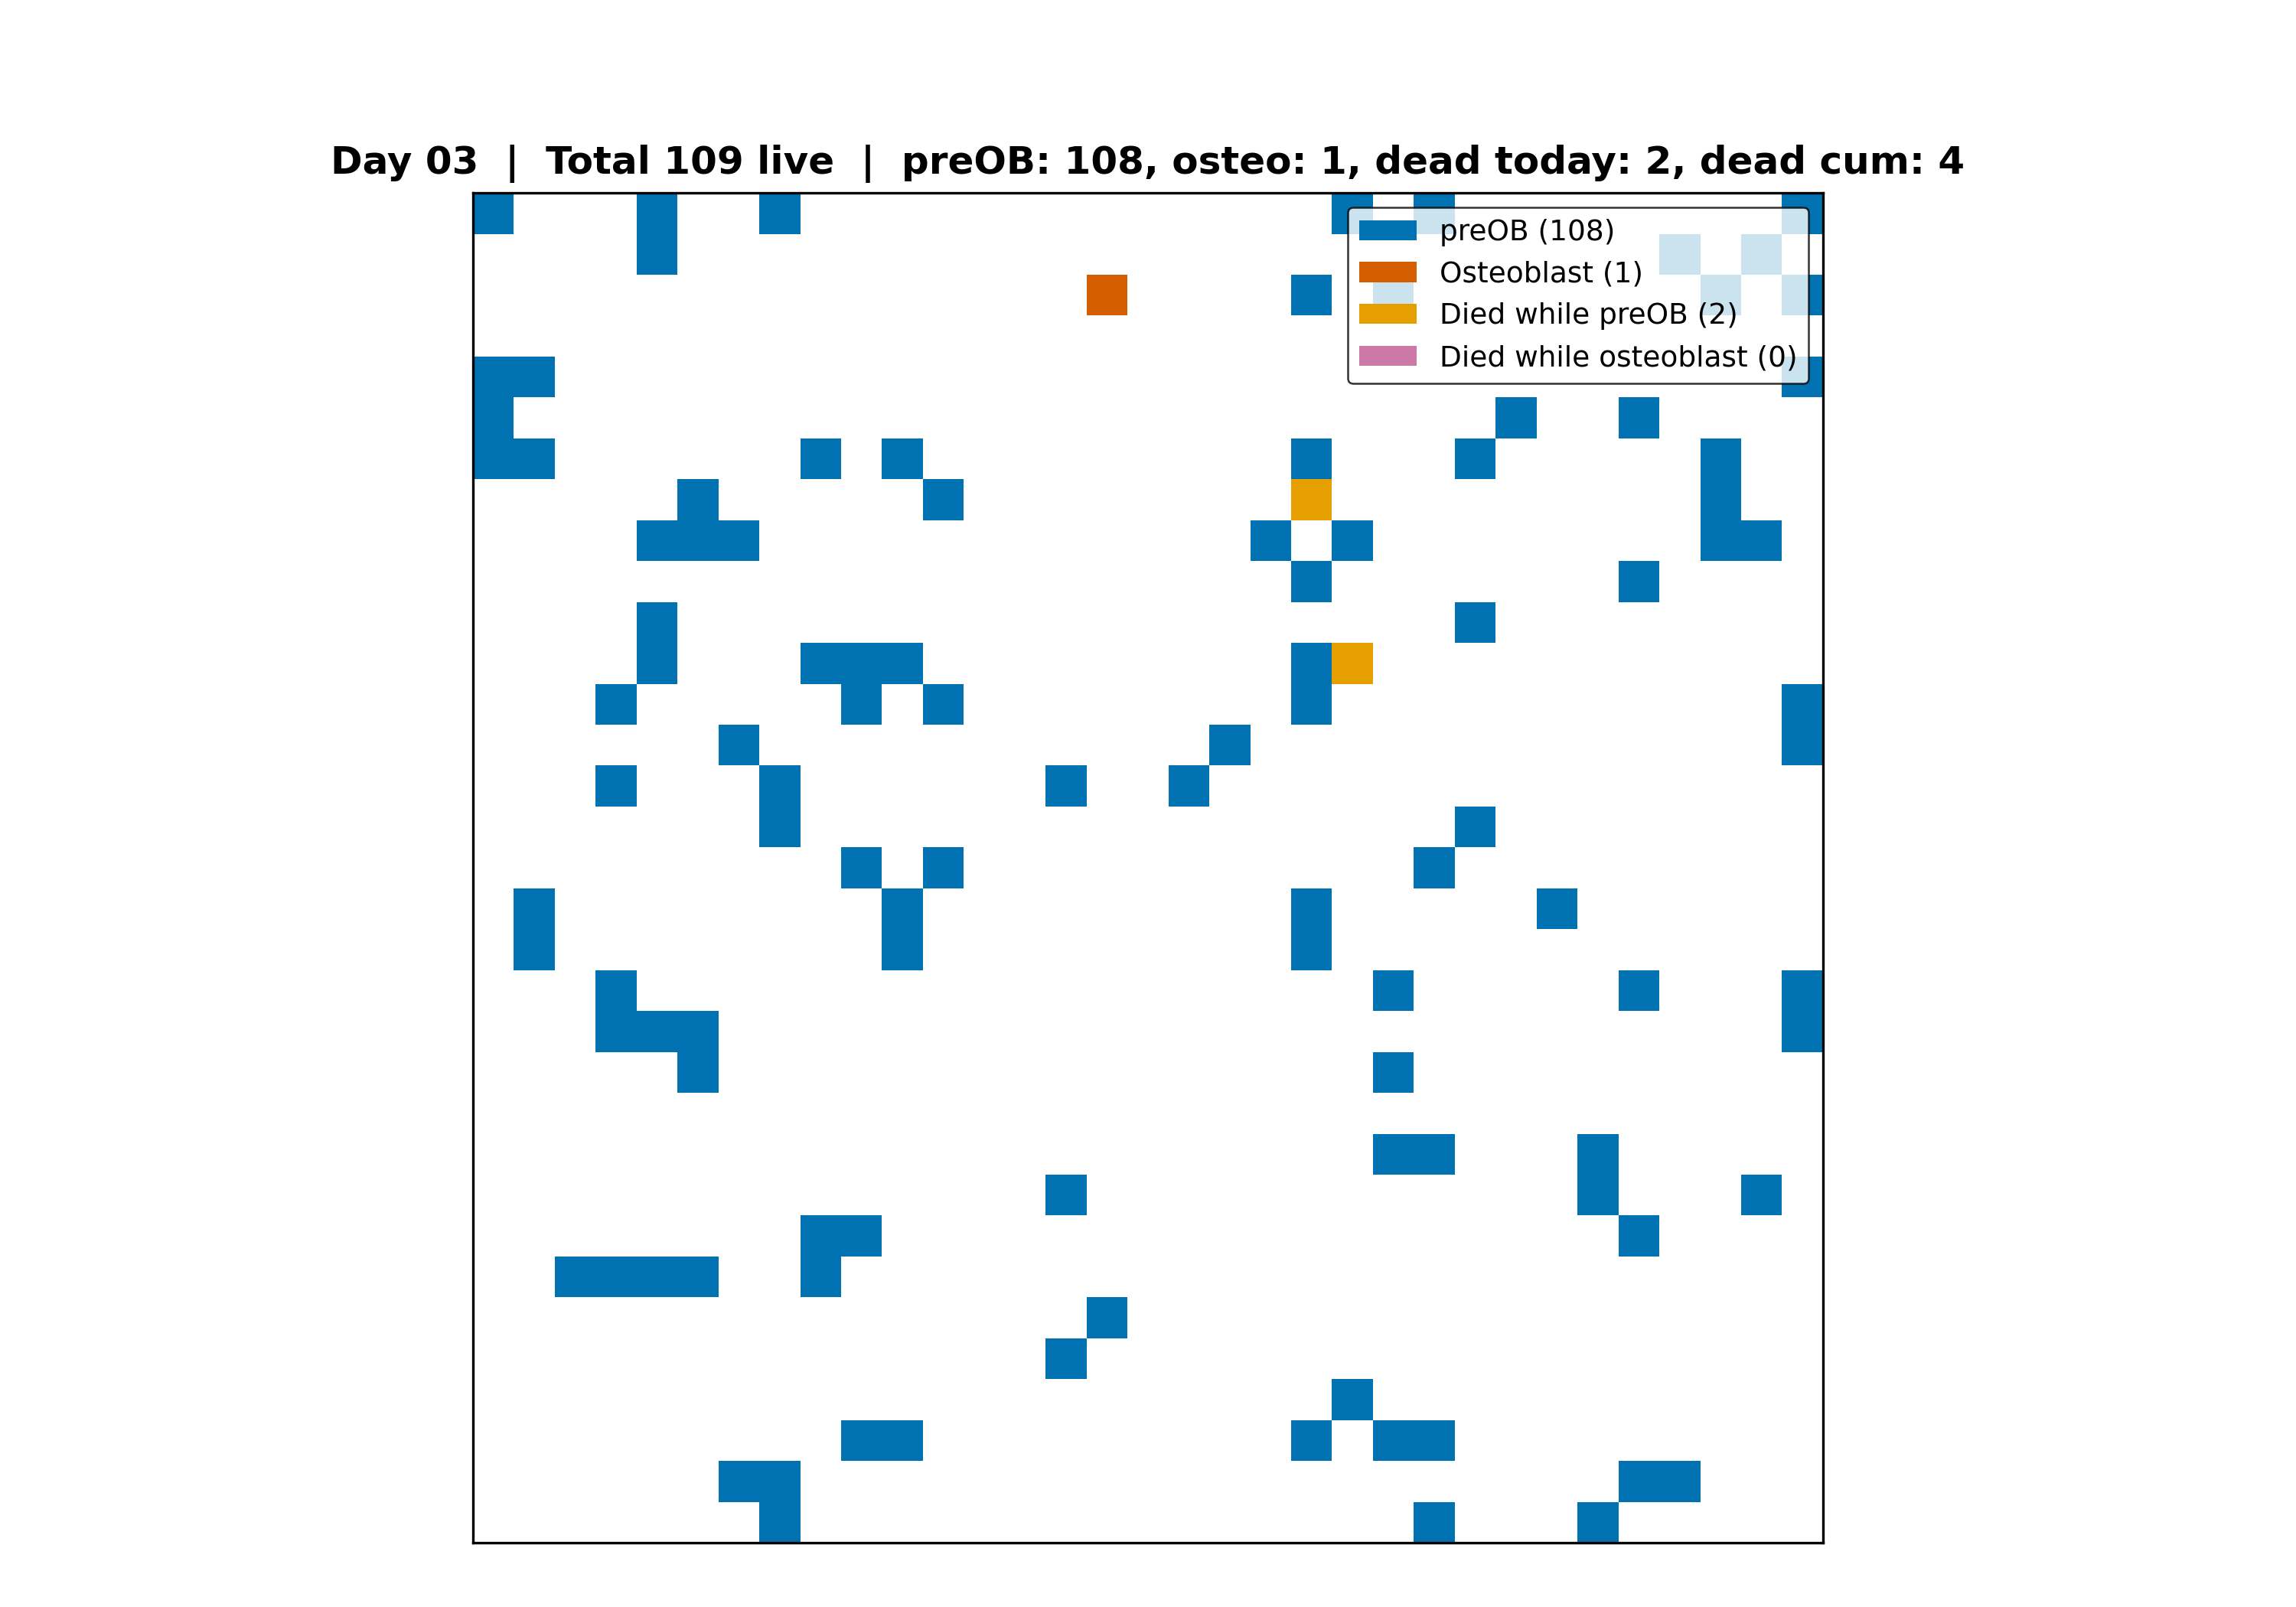 Day 03 | Total 109 live | preOB: 108, osteo: 1, dead today: 2, dead cum: 4
preOB (108)
Osteoblast (1)
Died while preOB (2)
Died while osteoblast (0)